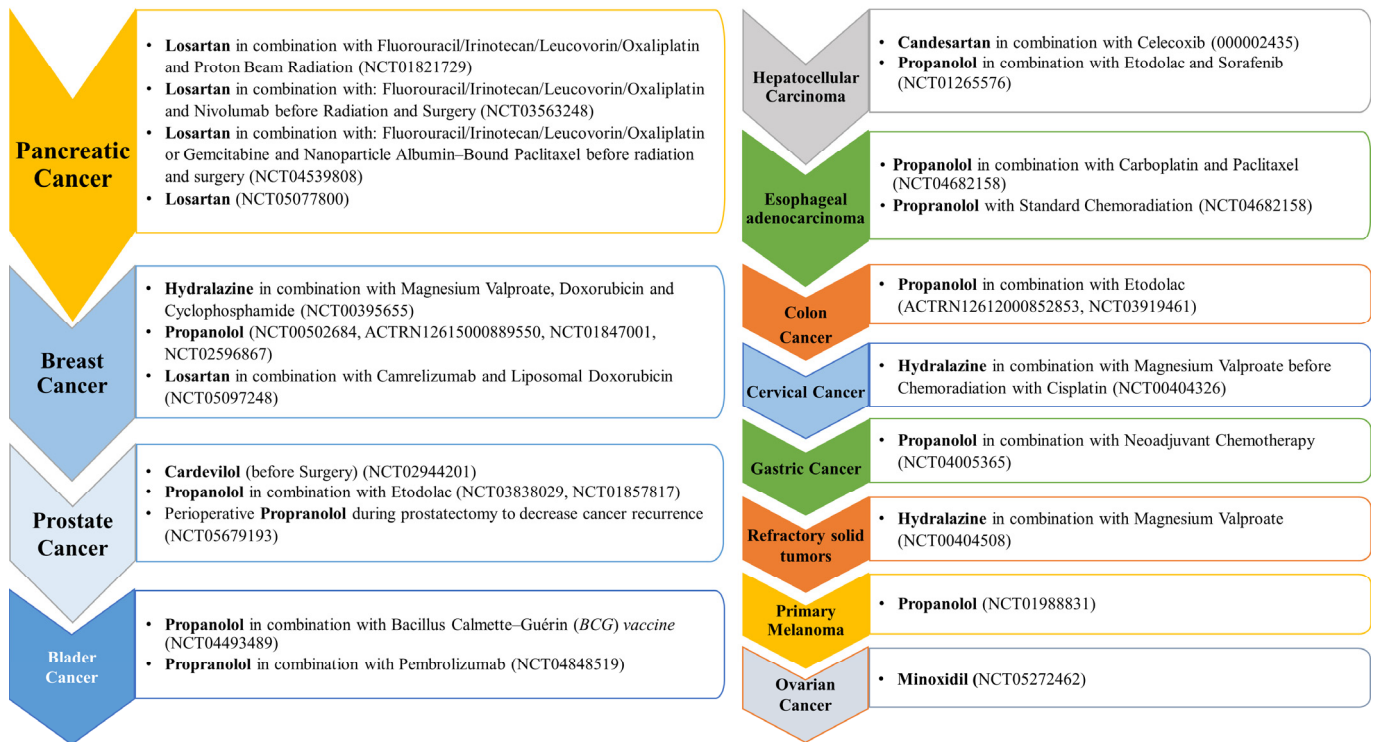 Pancreatic
Cancer
• Losartan in combination with Fluorouracil/Irinotecan/Leucovorin/Oxaliplatin
and Proton Beam Radiation (NCT01821729)
• Losartan in combination with: Fluorouracil/Irinotecan/Leucovorin/Oxaliplatin
and Nivolumab before Radiation and Surgery (NCT03563248)
• Losartan in combination with: Fluorouracil/Irinotecan/Leucovorin/Oxaliplatin
or Gemcitabine and Nanoparticle Albumin–Bound Paclitaxel before radiation
and surgery (NCT04539808)
• Losartan (NCT05077800)
Breast
Cancer
• Hydralazine in combination with Magnesium Valproate, Doxorubicin and
Cyclophosphamide (NCT00395655)
• Propanolol (NCT00502684, ACTRN12615000889550, NCT01847001,
NCT02596867)
• Losartan in combination with Camrelizumab and Liposomal Doxorubicin
(NCT05097248)
Prostate
Cancer
• Cardevilol (before Surgery) (NCT02944201)
• Propanolol in combination with Etodolac (NCT03838029, NCT01857817)
• Perioperative Propranolol during prostatectomy to decrease cancer recurrence
(NCT05679193)
Blader
Cancer
• Propanolol in combination with Bacillus Calmette–Guérin (BCG) vaccine
(NCT04493489)
• Propranolol in combination with Pembrolizumab (NCT04848519)
Hepatocellular
Carcinoma
• Candesartan in combination with Celecoxib (000002435)
• Propanolol in combination with Etodolac and Sorafenib
(NCT01265576)
Esophageal
adenocarcinoma
• Propanolol in combination with Carboplatin and Paclitaxel
(NCT04682158)
• Propranolol with Standard Chemoradiation (NCT04682158)
Colon
Cancer
• Propanolol in combination with Etodolac
(ACTRN12612000852853, NCT03919461)
Cervical Cancer
• Hydralazine in combination with Magnesium Valproate before
Chemoradiation with Cisplatin (NCT00404326)
Gastric Cancer
• Propanolol in combination with Neoadjuvant Chemotherapy
(NCT04005365)
Refractory solid
tumors
• Hydralazine in combination with Magnesium Valproate
(NCT00404508)
Primary
Melanoma
• Propanolol (NCT01988831)
Ovarian
Cancer
• Minoxidil (NCT05272462)